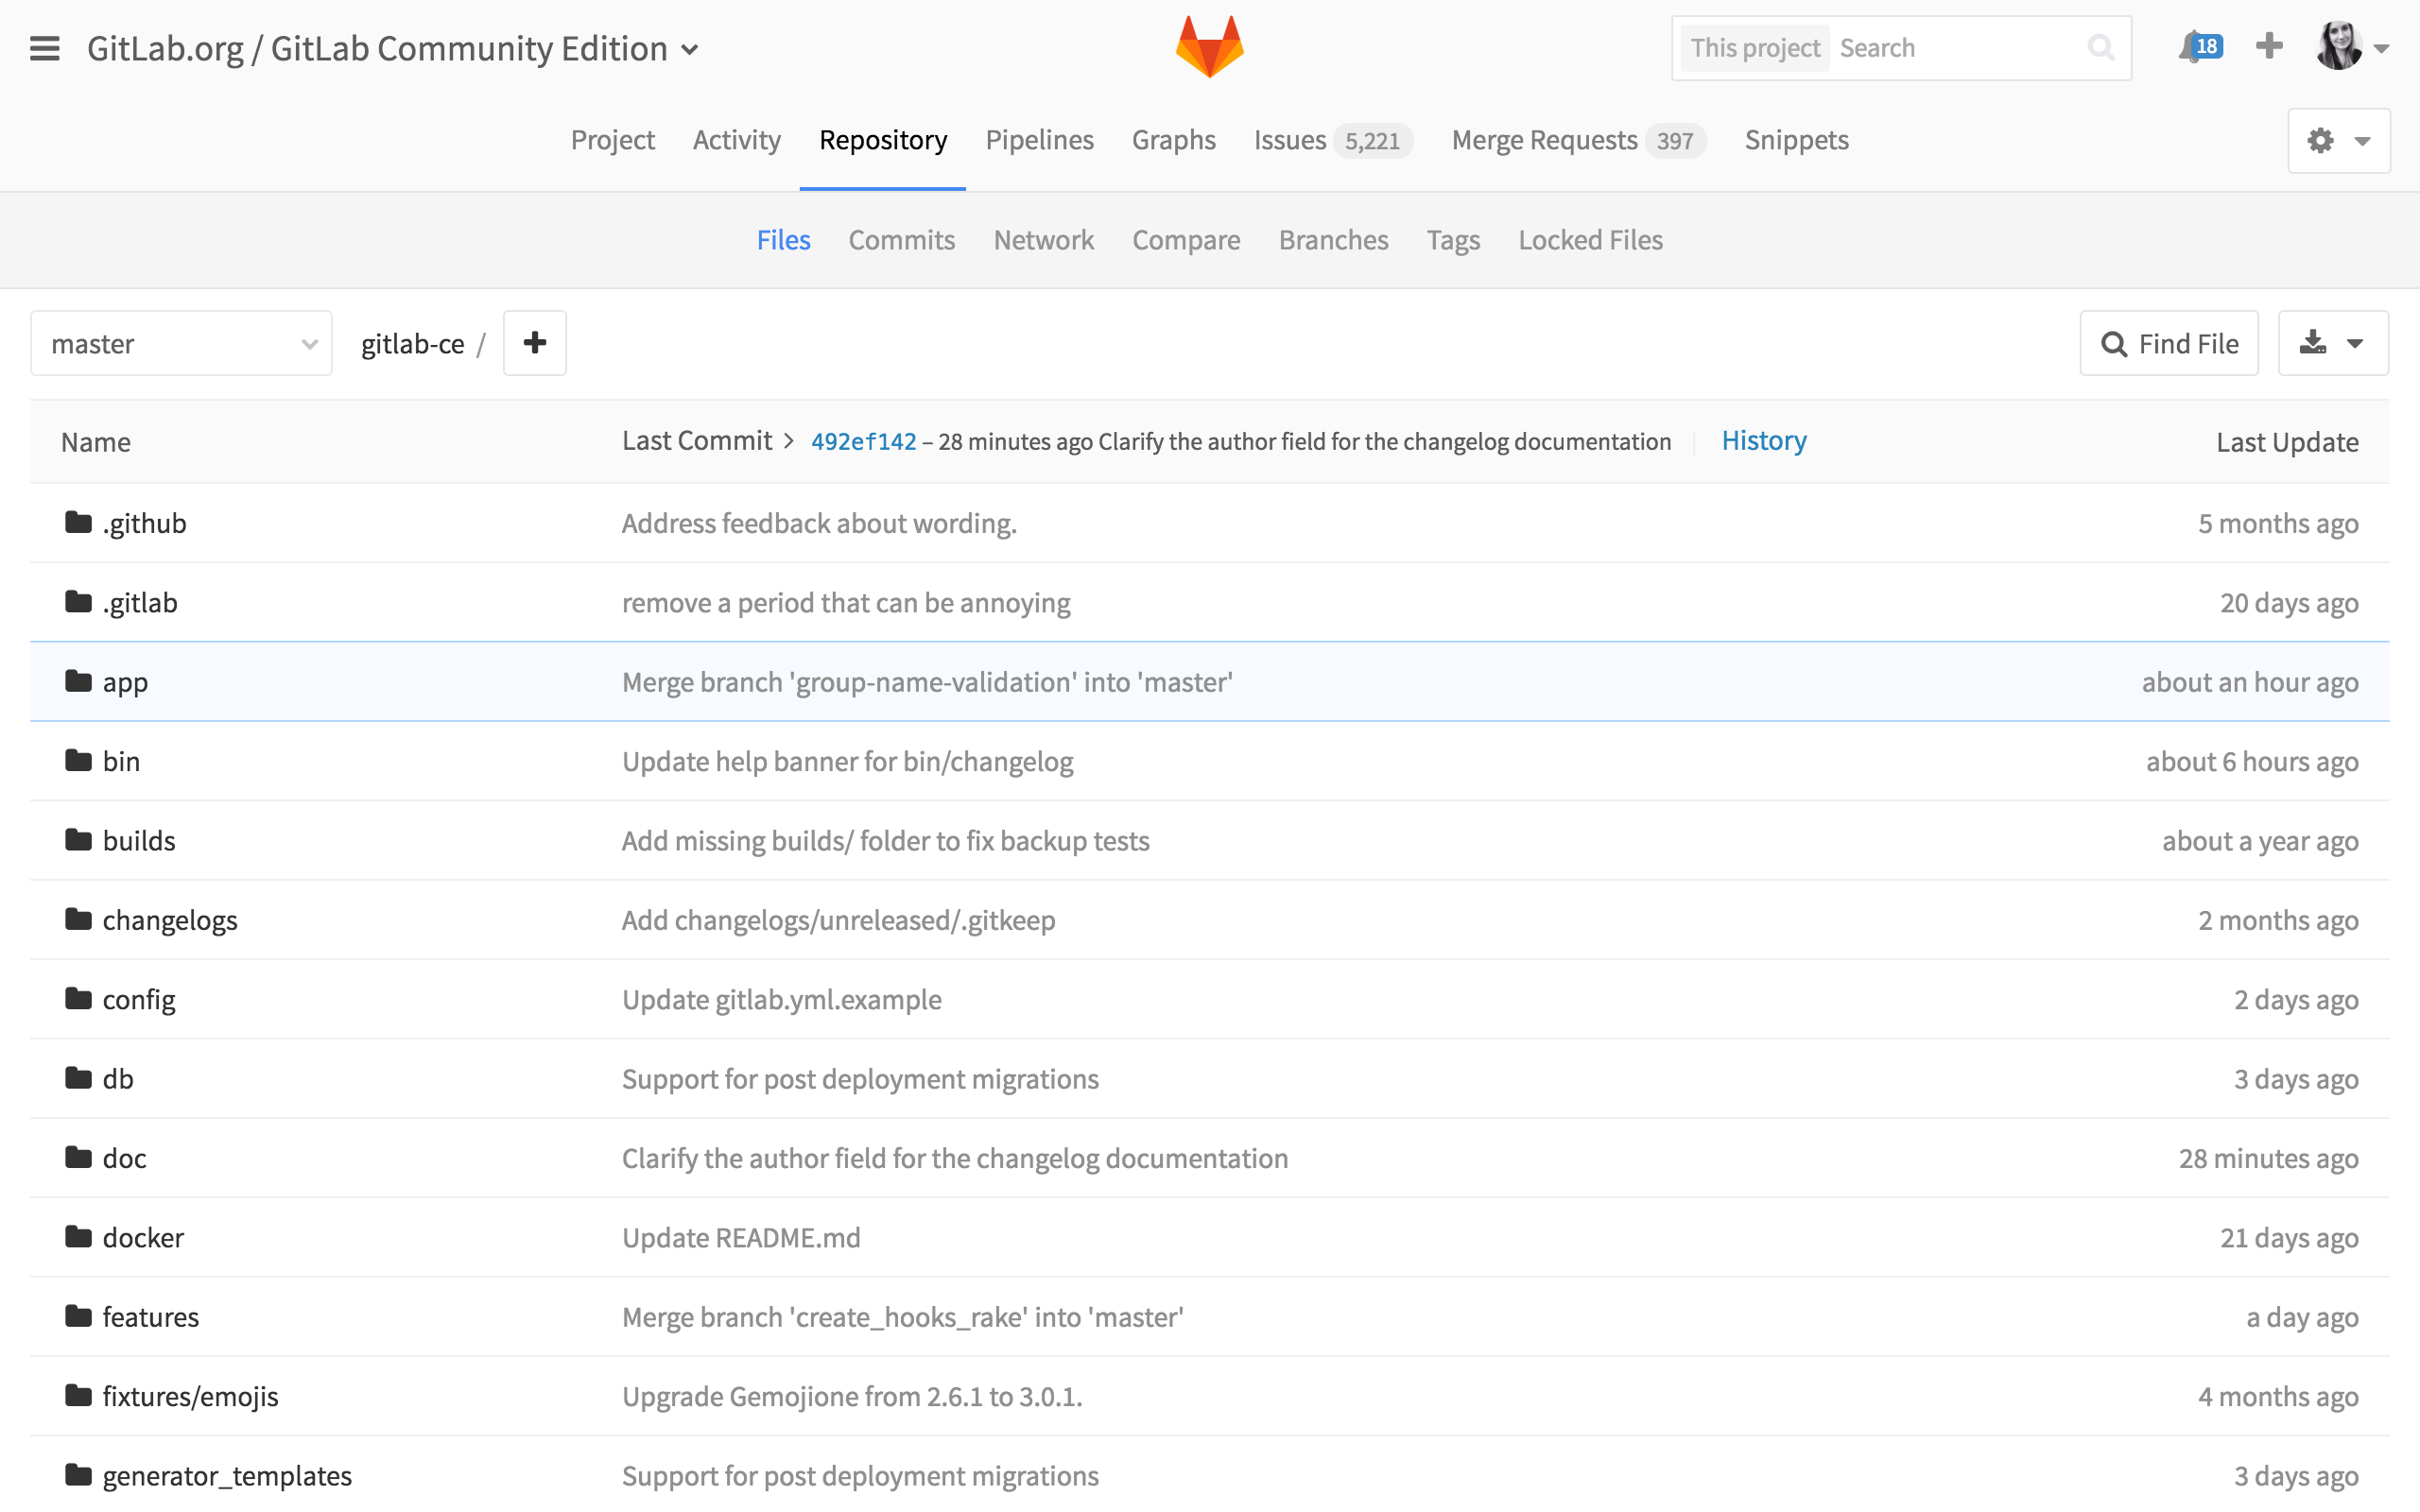 GitLab.org / GitLab Community Edition
This project Search
18
Project Activity Repository Pipelines Graphs Issues 5,221 Merge Requests 397 Snippets
Files Commits Network Compare Branches Tags Locked Files
master gitlab-ce / Find File
Name Last Commit > 492ef142 – 28 minutes ago Clarify the author field for the changelog documentation History Last Update
.github Address feedback about wording. 5 months ago
.gitlab remove a period that can be annoying 20 days ago
app Merge branch 'group-name-validation' into 'master' about an hour ago
bin Update help banner for bin/changelog about 6 hours ago
builds Add missing builds/ folder to fix backup tests about a year ago
changelogs Add changelogs/unreleased/.gitkeep 2 months ago
config Update gitlab.yml.example 2 days ago
db Support for post deployment migrations 3 days ago
doc Clarify the author field for the changelog documentation 28 minutes ago
docker Update README.md 21 days ago
features Merge branch 'create_hooks_rake' into 'master' a day ago
fixtures/emojis Upgrade Gemojione from 2.6.1 to 3.0.1. 4 months ago
generator_templates Support for post deployment migrations 3 days ago